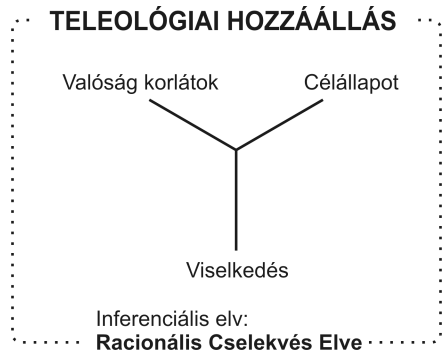 TELEOLÓGIAI HOZZÁÁLLÁS
Valóság korlátok Célállapot
Viselkedés
Inferenciális elv:
Racionális Cselekvés Elve